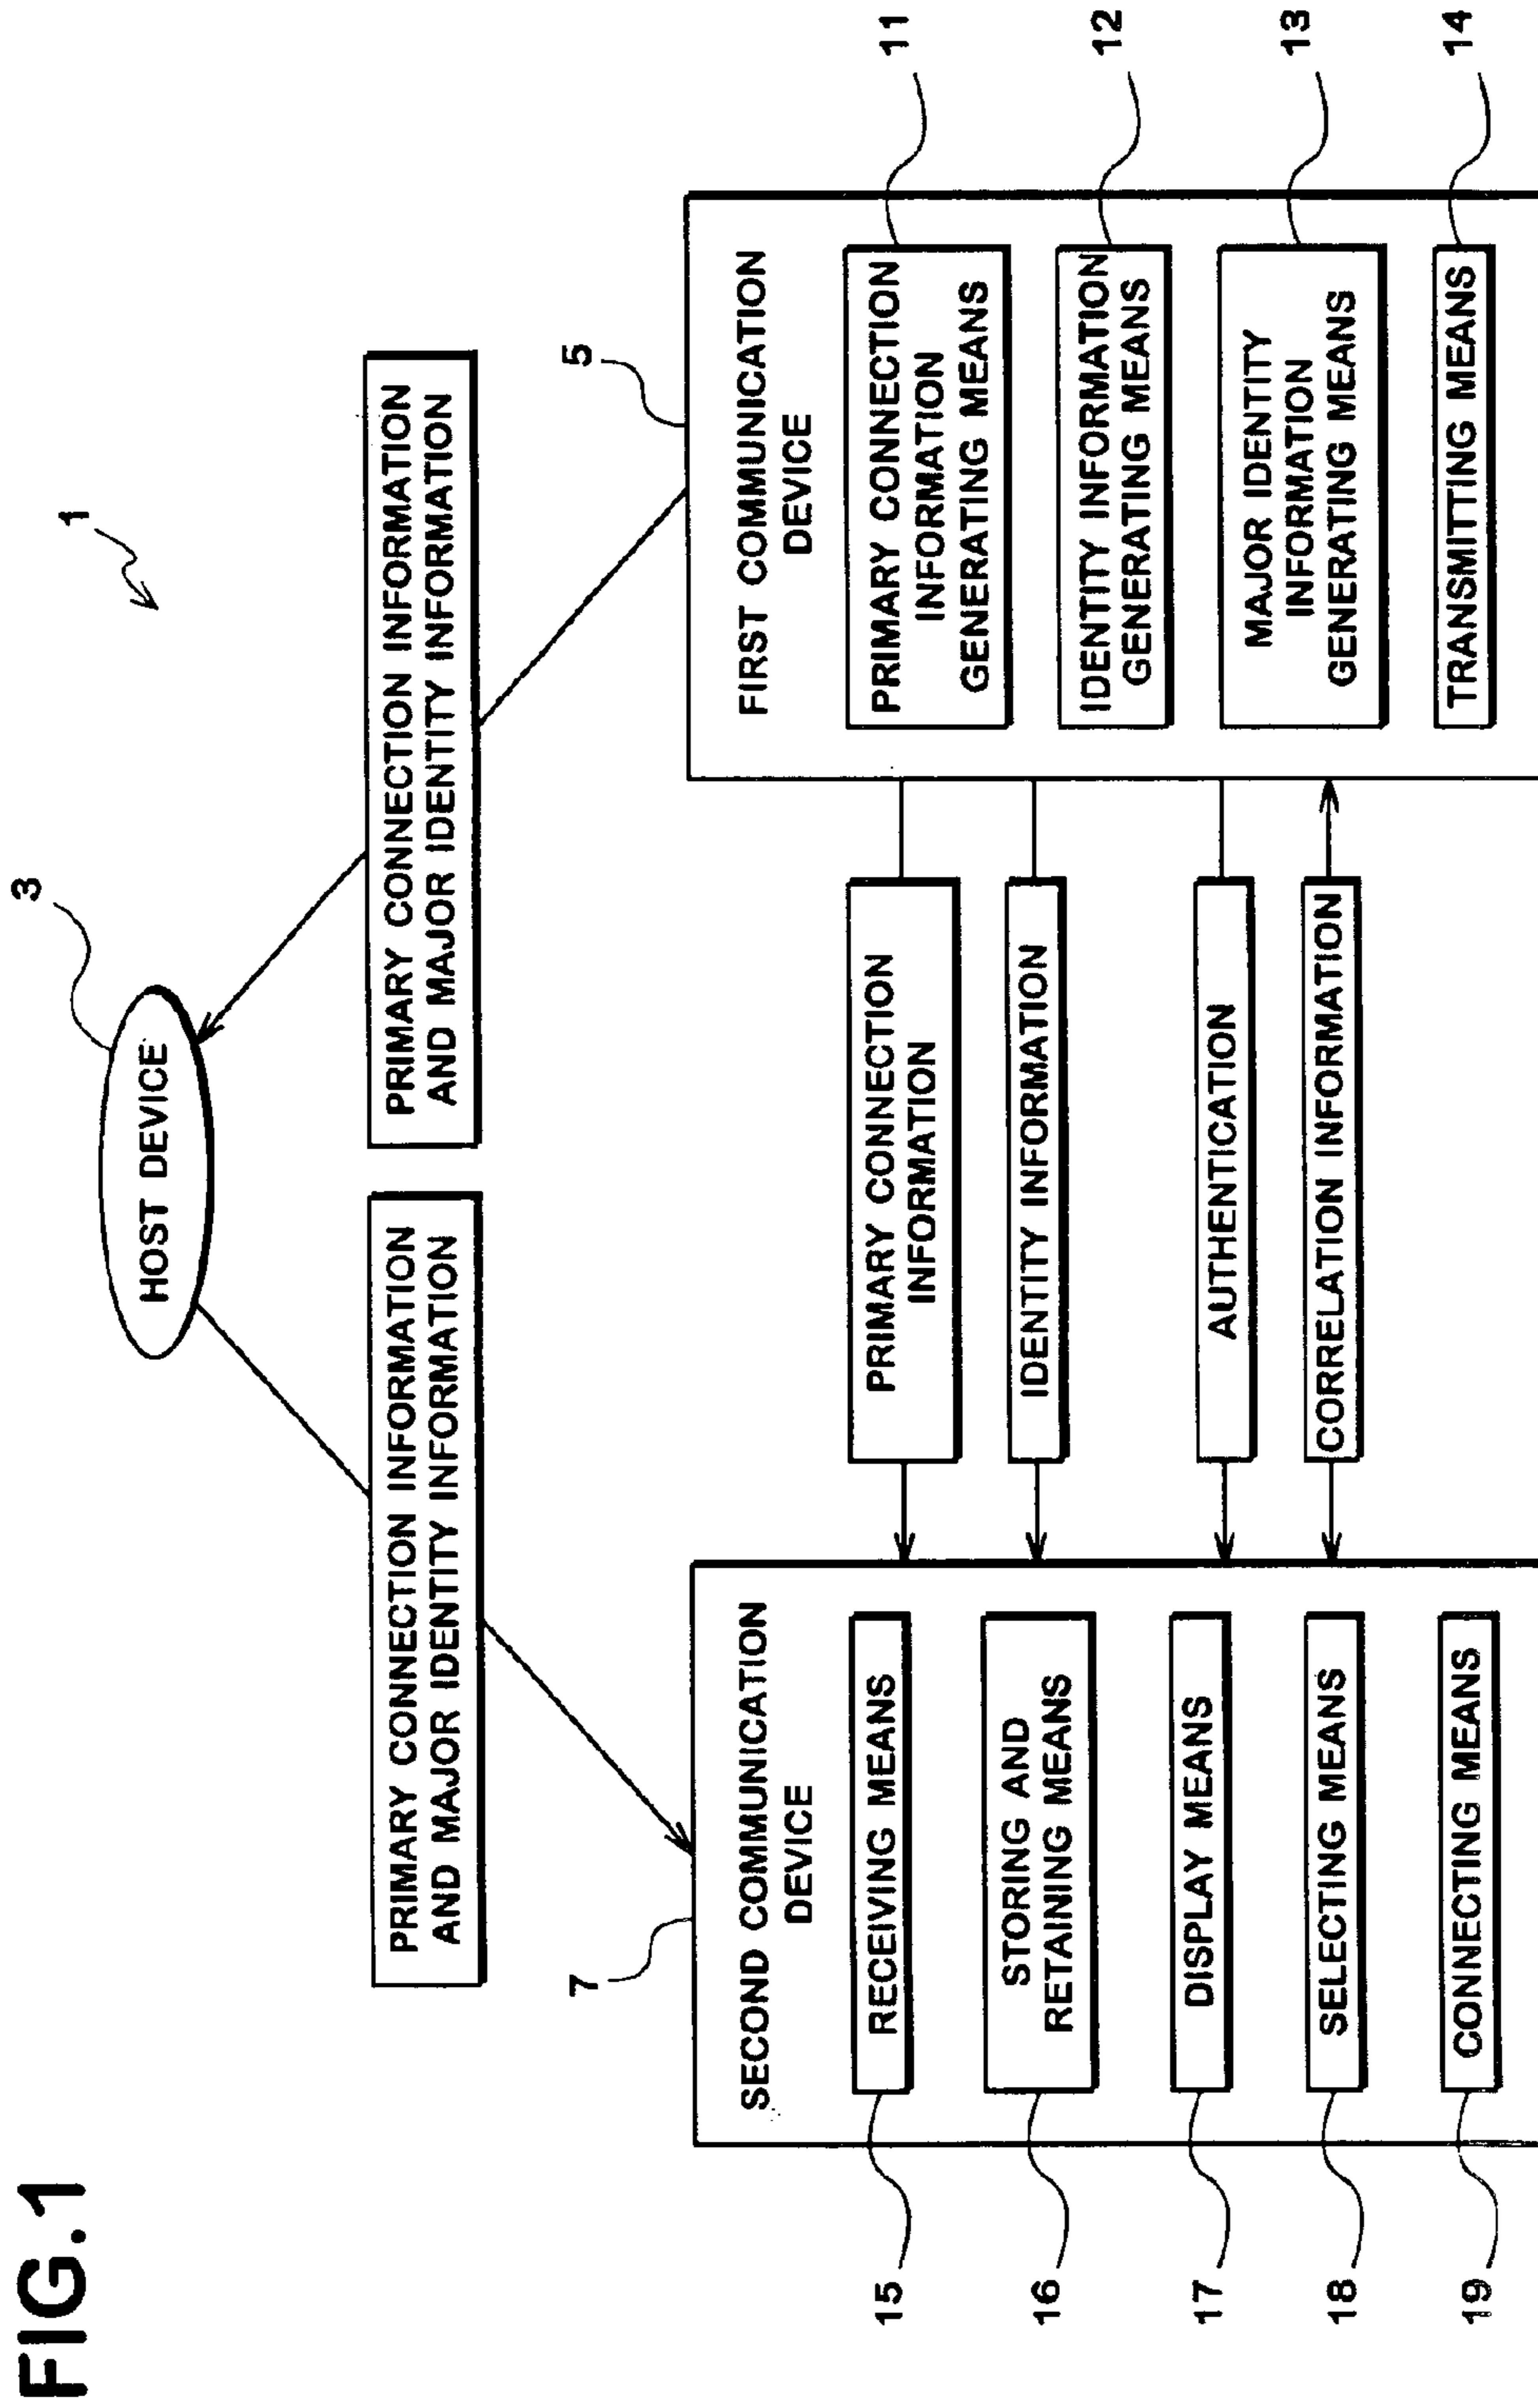 FIG.1
1
3
HOST DEVICE
PRIMARY CONNECTION INFORMATION
AND MAJOR IDENTITY INFORMATION
PRIMARY CONNECTION INFORMATION
AND MAJOR IDENTITY INFORMATION
7
SECOND COMMUNICATION
DEVICE
15
RECEIVING MEANS
16
STORING AND
RETAINING MEANS
17
DISPLAY MEANS
18
SELECTING MEANS
19
CONNECTING MEANS
PRIMARY CONNECTION
INFORMATION
IDENTITY INFORMATION
AUTHENTICATION
CORRELATION INFORMATION
5
FIRST COMMUNICATION
DEVICE
PRIMARY CONNECTION
INFORMATION
GENERATING MEANS
11
IDENTITY INFORMATION
GENERATING MEANS
12
MAJOR IDENTITY
INFORMATION
GENERATING MEANS
13
TRANSMITTING MEANS
14